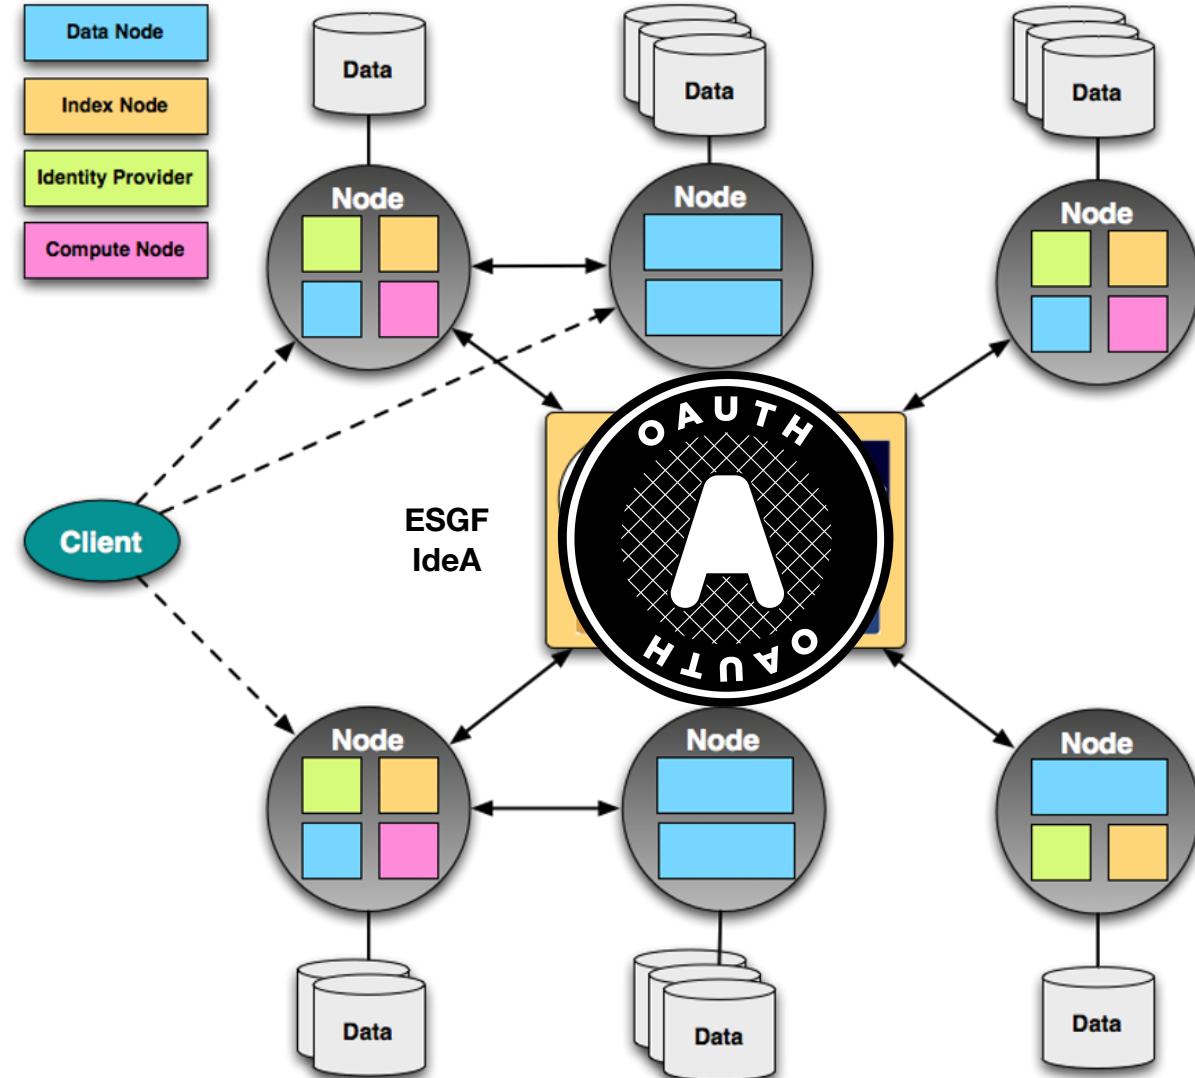 Data Node
Index Node
Identity Provider
Compute Node
Data
Data
Data
Node
Node
Node
OAUTH
ESGF
IdeA
Client
OAUTH
Node
Node
Node
Data
Data
Data